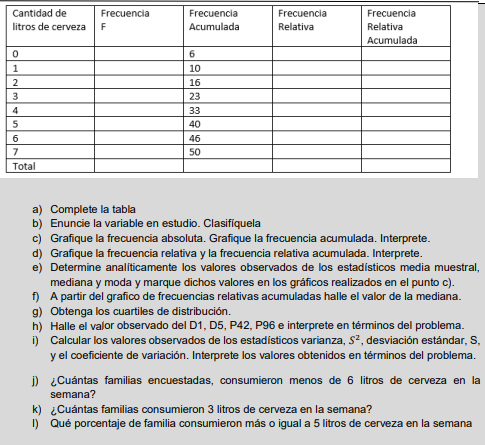 Cantidad de litros de cerveza | Frecuencia F | Frecuencia Acumulada | Frecuencia Relativa | Frecuencia Relativa Acumulada
0 | | 6 | |
1 | | 10 | |
2 | | 16 | |
3 | | 23 | |
4 | | 33 | |
5 | | 40 | |
6 | | 46 | |
7 | | 50 | |
Total
a) Complete la tabla
b) Enuncie la variable en estudio. Clasifíquela
c) Grafique la frecuencia absoluta. Grafique la frecuencia acumulada. Interprete.
d) Grafique la frecuencia relativa y la frecuencia relativa acumulada. Interprete.
e) Determine analíticamente los valores observados de los estadísticos media muestral,
mediana y moda y marque dichos valores en los gráficos realizados en el punto c).
f) A partir del grafico de frecuencias relativas acumuladas halle el valor de la mediana.
g) Obtenga los cuartiles de distribución.
h) Halle el valor observado del D1, D5, P42, P96 e interprete en términos del problema.
i) Calcular los valores observados de los estadísticos varianza, S², desviación estándar, S,
y el coeficiente de variación. Interprete los valores obtenidos en términos del problema.
j) ¿Cuántas familias encuestadas, consumieron menos de 6 litros de cerveza en la
semana?
k) ¿Cuántas familias consumieron 3 litros de cerveza en la semana?
l) Qué porcentaje de familia consumieron más o igual a 5 litros de cerveza en la semana